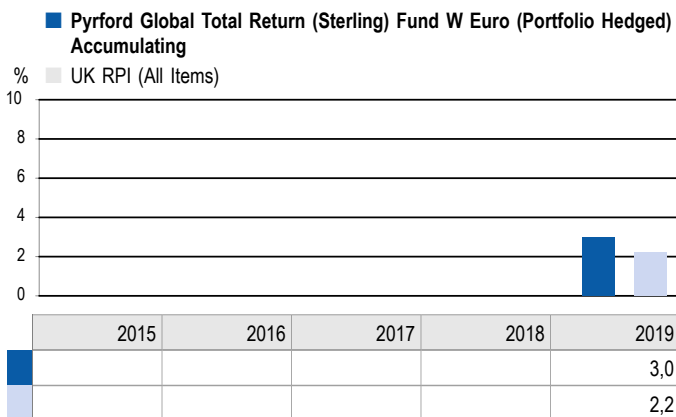 Pyrford Global Total Return (Sterling) Fund W Euro (Portfolio Hedged)
Accumulating
% UK RPI (All Items)
10
8
6
4
2
0
2015 2016 2017 2018 2019
3,0
2,2